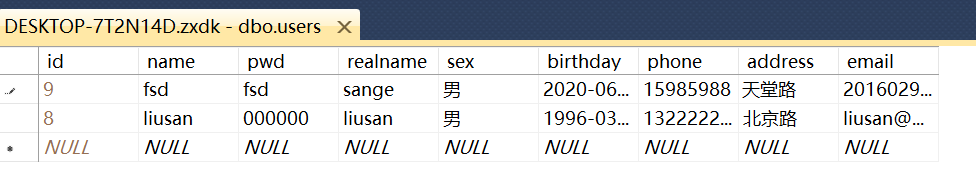 DESKTOP-7T2N14D.zxdk - dbo.users
id name pwd realname sex birthday phone address email
9 fsd fsd sange 男 2020-06... 15985988 天堂路 2016029...
8 liusan 000000 liusan 男 1996-03... 1322222... 北京路 liusan@...
NULL NULL NULL NULL NULL NULL NULL NULL NULL